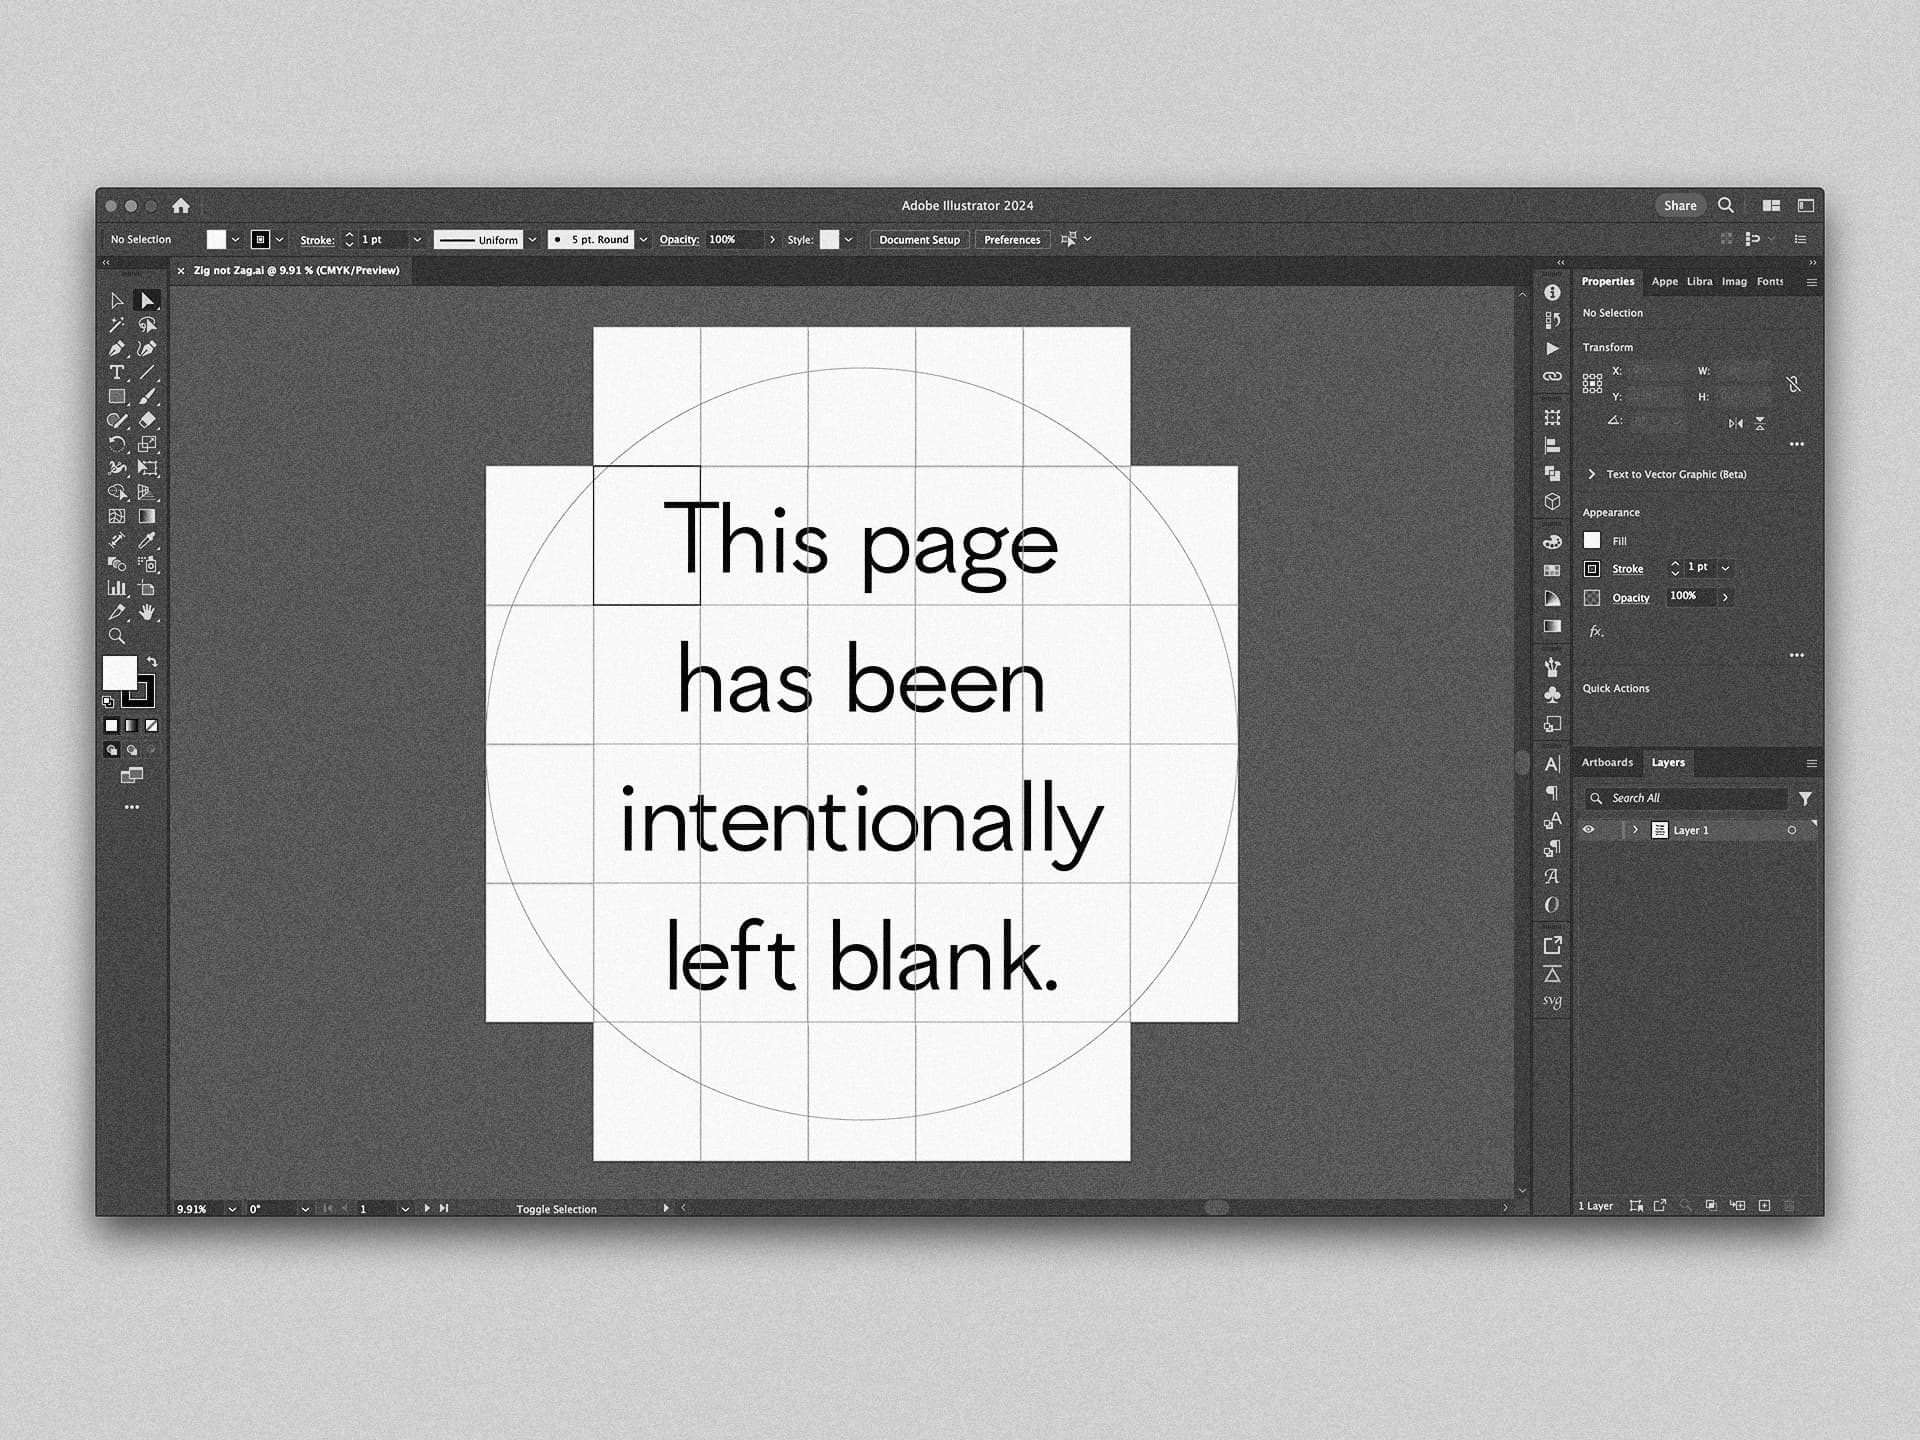 Adobe Illustrator 2024
Share
No Selection
Stroke:
1 pt
Uniform
5 pt. Round
Opacity:
100%
Style:
Document Setup
Preferences
× Zig not Zag.ai @ 9.91 % (CMYK/Preview)
This page
has been
intentionally
left blank.
9.91%
0°
1
Toggle Selection
svg
Properties
Appe
Libra
Imag
Fonts
No Selection
Transform
X:
W:
Y:
H:
Text to Vector Graphic (Beta)
Appearance
Fill
Stroke
1 pt
Opacity
100%
fx.
Quick Actions
Artboards
Layers
Search All
Layer 1
1 Layer